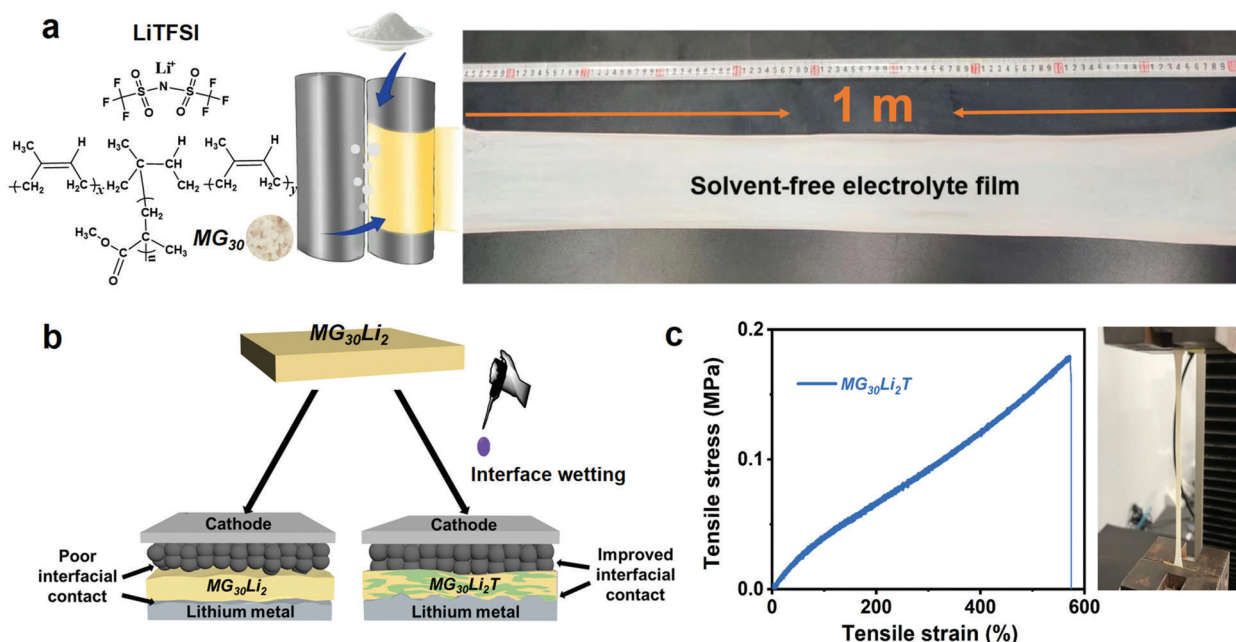 a
LiTFSI
Li+
F O O F
F S N S F
F O O F
H3C H CH3 H2 H3C H
H3C C CH
CH2 H2C x H2C CH2 CH2 H2C y
CH2
H3C O C CH3
O n
MG30
1 m
Solvent-free electrolyte film
b
MG30Li2
Interface wetting
Cathode
Cathode
Poor
interfacial
contact
MG30Li2
MG30Li2T
Improved
interfacial
contact
Lithium metal
Lithium metal
c
0.2
MG30Li2T
0.1
0.0
0
200
400
600
Tensile stress (MPa)
Tensile strain (%)